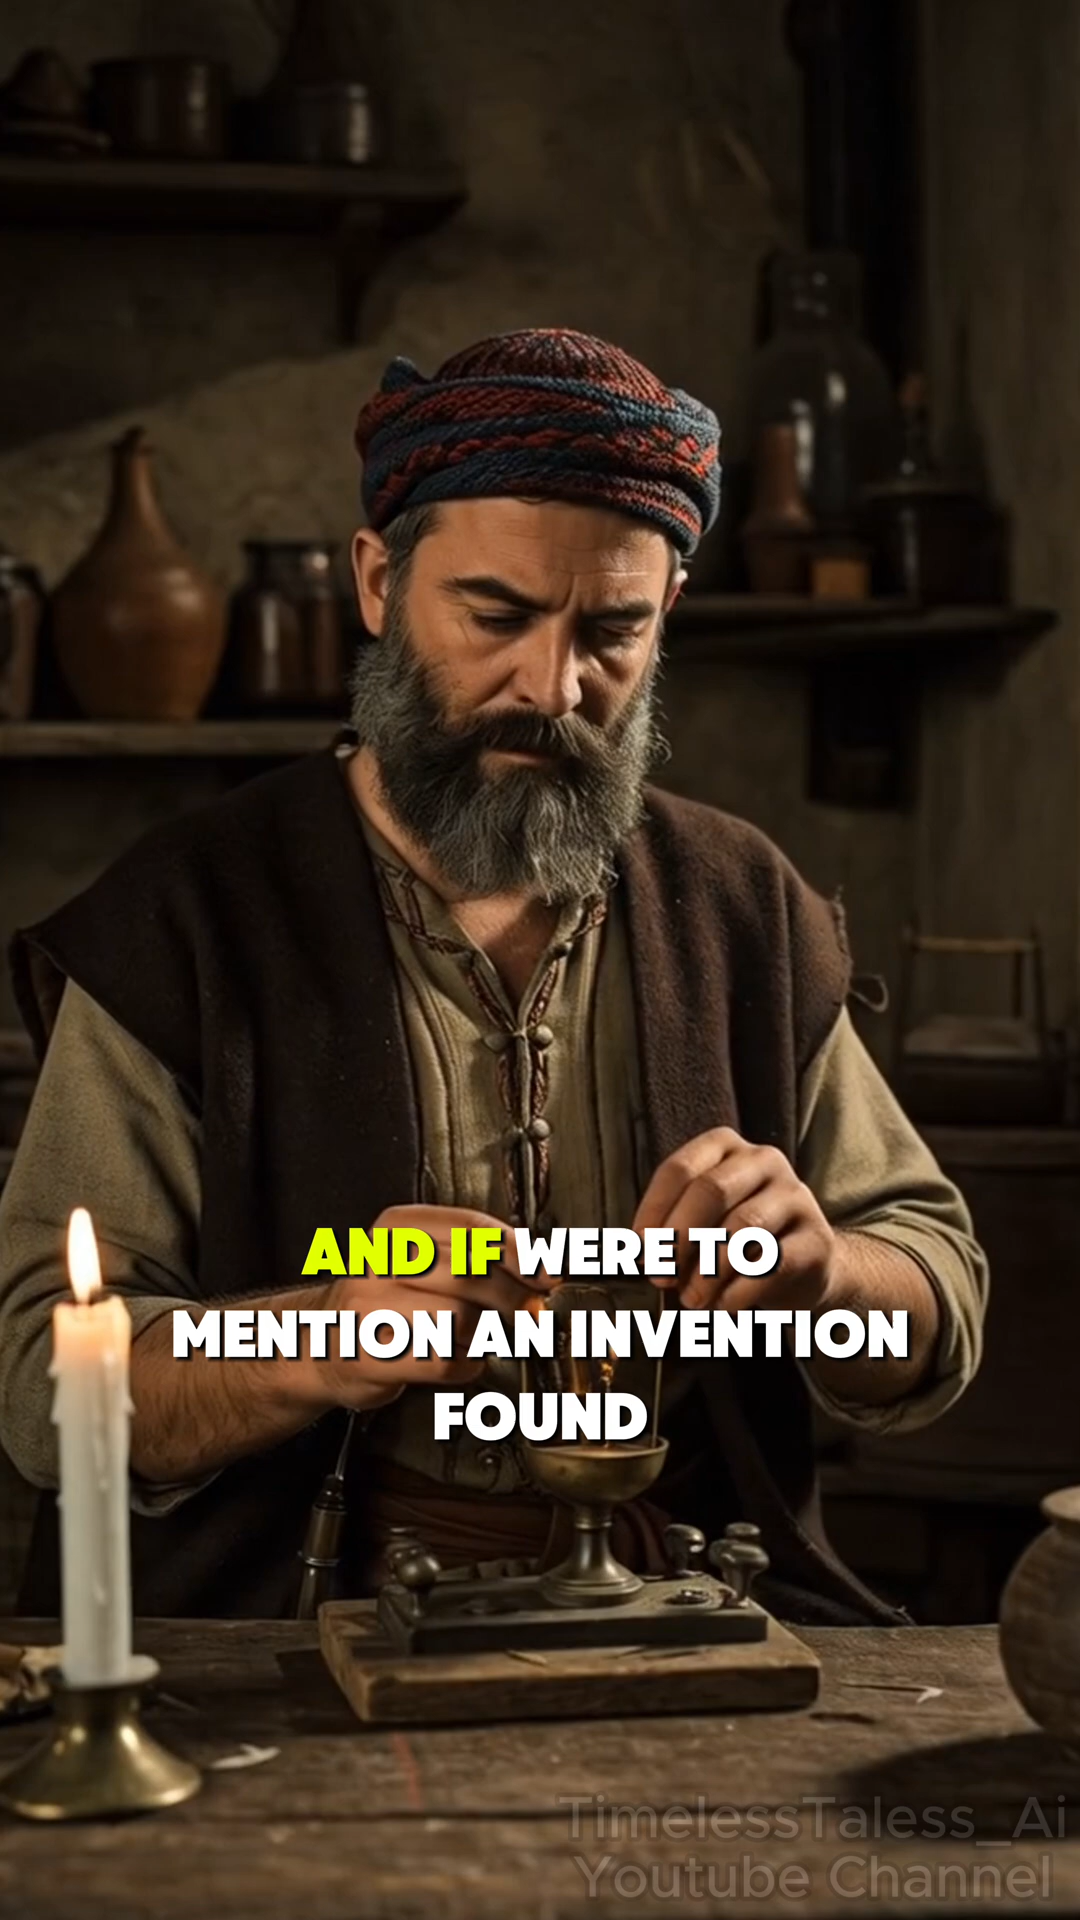 AND IF WERE TO
MENTION AN INVENTION
FOUND
TimelessTaless_Ai
Youtube Channel